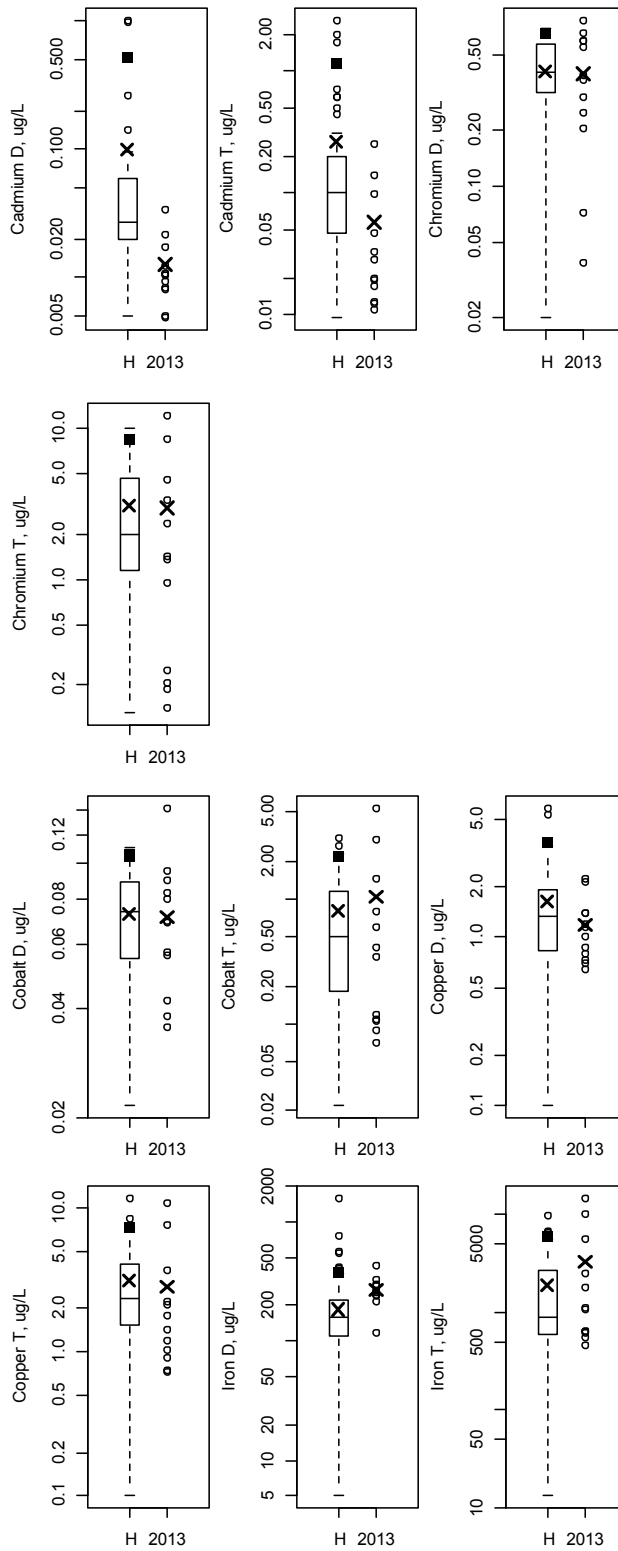 Cadmium D, ug/L
0.500
0.100
0.020
0.005
H 2013
Cadmium T, ug/L
2.00
0.50
0.20
0.05
0.01
H 2013
Chromium D, ug/L
0.50
0.20
0.10
0.05
0.02
H 2013
Chromium T, ug/L
10.0
5.0
2.0
1.0
0.5
0.2
H 2013
Cobalt D, ug/L
0.12
0.08
0.06
0.04
0.02
H 2013
Cobalt T, ug/L
5.00
2.00
0.50
0.20
0.05
0.02
H 2013
Copper D, ug/L
5.0
2.0
1.0
0.5
0.2
0.1
H 2013
Copper T, ug/L
10.0
5.0
2.0
1.0
0.5
0.2
0.1
H 2013
Iron D, ug/L
2000
500
200
50
20
10
5
H 2013
Iron T, ug/L
5000
500
50
10
H 2013